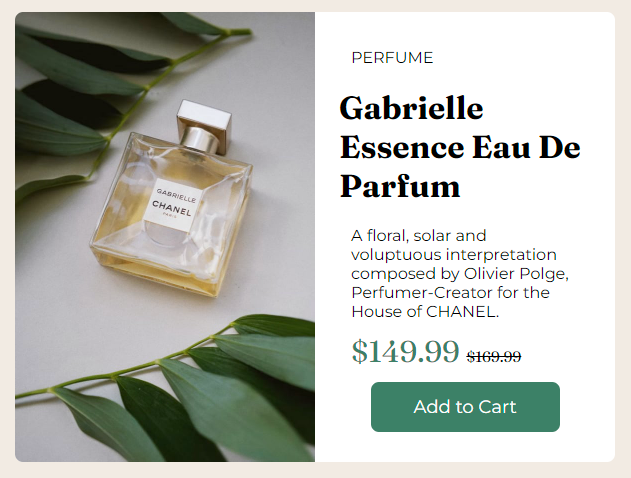 GABRIELLE
CHANEL
PARIS
PERFUME
Gabrielle
Essence Eau De
Parfum
A floral, solar and
voluptuous interpretation
composed by Olivier Polge,
Perfumer-Creator for the
House of CHANEL.
$149.99 $169.99
Add to Cart